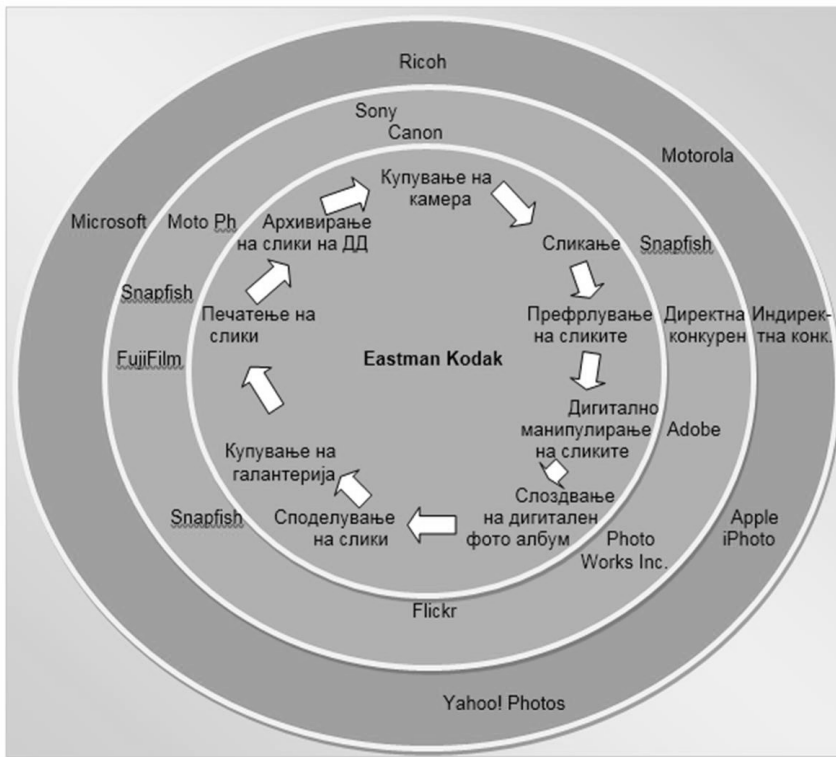 Ricoh
Sony
Canon
Motorola
Купување на
камера
Microsoft
Moto Ph
Архивирање
на слики на ДД
Сликање
Snapfish
Snapfish
Печатење на
слики
Префрлување
на сликите
Директна
конкурен
Индирек-
тна конк.
FujiFilm
Eastman Kodak
Дигитално
манипулирање
на сликите
Adobe
Купување на
галантерија
Слоздвање
на дигитален
фото албум
Snapfish
Споделување
на слики
Photo
Works Inc.
Apple
iPhoto
Flickr
Yahoo! Photos